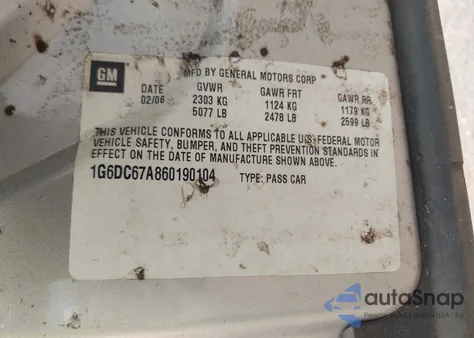 GM
MFD BY GENERAL MOTORS CORP
DATE GVWR GAWR FRT GAWR RR
02/06 2303 KG 1124 KG 1179 KG
5077 LB 2478 LB 2599 LB
THIS VEHICLE CONFORMS TO ALL APPLICABLE U.S. FEDERAL MOTOR
VEHICLE SAFETY, BUMPER, AND THEFT PREVENTION STANDARDS IN
EFFECT ON THE DATE OF MANUFACTURE SHOWN ABOVE.
1G6DC67A860190104 TYPE: PASS CAR
autoSnap